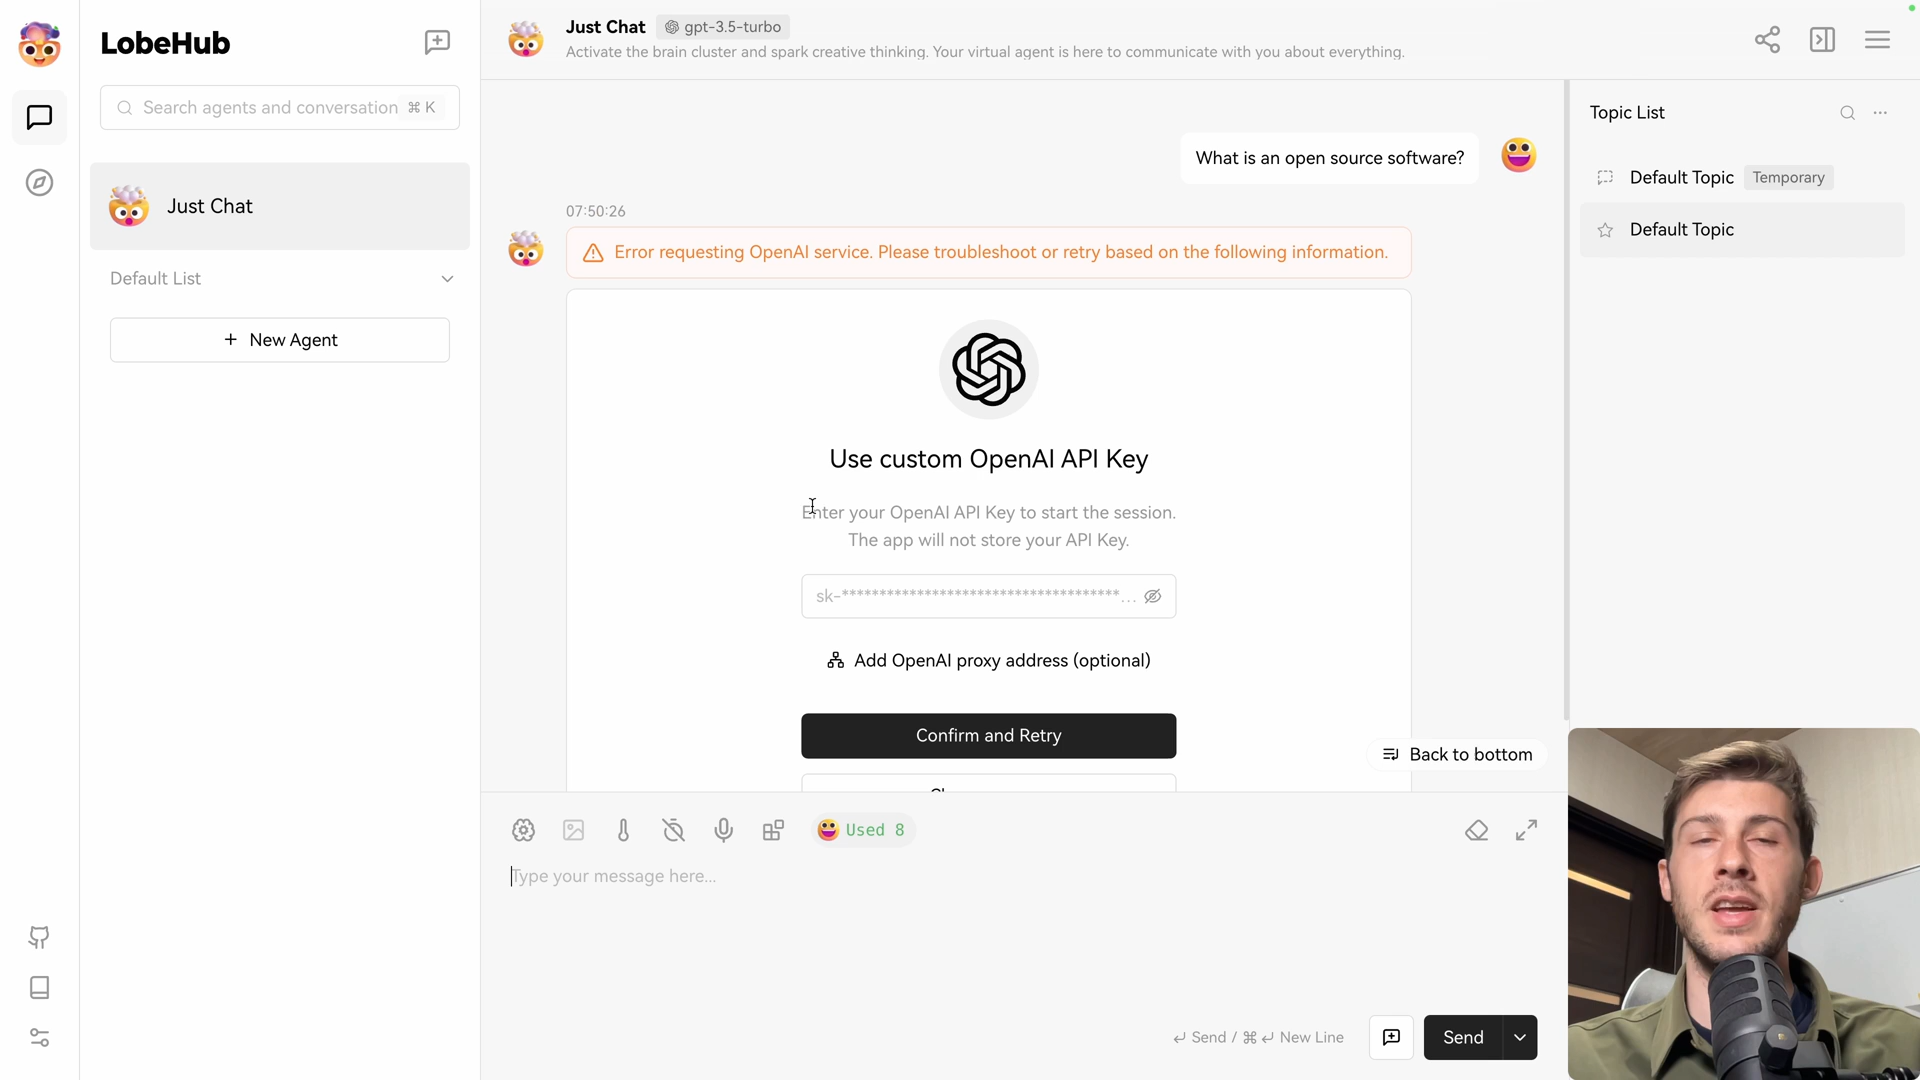 LobeHub
Search agents and conversation ⌘ K
Just Chat
Default List
+ New Agent
Just Chat gpt-3.5-turbo
Activate the brain cluster and spark creative thinking. Your virtual agent is here to communicate with you about everything.
What is an open source software?
07:50:26
Error requesting OpenAI service. Please troubleshoot or retry based on the following information.
Use custom OpenAI API Key
Enter your OpenAI API Key to start the session.
The app will not store your API Key.
sk-*************************************...
Add OpenAI proxy address (optional)
Confirm and Retry
Back to bottom
Used 8
Type your message here...
↵ Send / ⌘ ↵ New Line
Send
Topic List
Default Topic Temporary
Default Topic